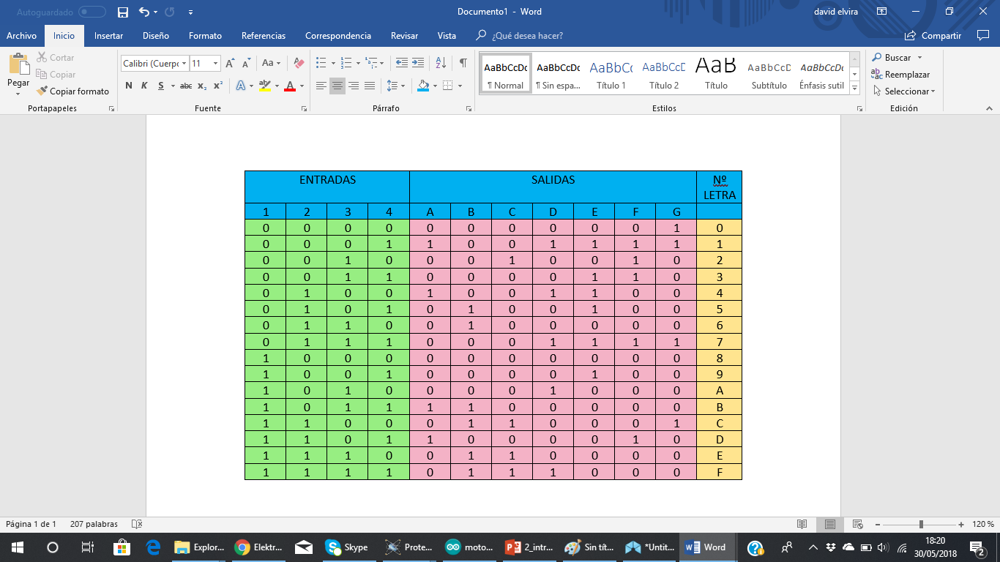 Autoguardado Documento1 - Word david elvira
Archivo Inicio Insertar Diseño Formato Referencias Correspondencia Revisar Vista ¿Qué desea hacer? Compartir
Pegar Cortar Copiar Copiar formato
Calibri (Cuerpo 11 Aa
N K S abc x₂ x² A ab A
AaBbCcDc AaBbCcDc AaBbCc AaBbCcD AaB AaBbCcD AaBbCcDc
¶ Normal ¶ Sin espa... Título 1 Título 2 Título Subtítulo Énfasis sutil
Buscar
Reemplazar
Seleccionar
Portapapeles Fuente Párrafo Estilos Edición
ENTRADAS SALIDAS Nº
LETRA
1 2 3 4 A B C D E F G
0 0 0 0 0 0 0 0 0 0 1 0
0 0 0 1 1 0 0 1 1 1 1 1
0 0 1 0 0 0 1 0 0 1 0 2
0 0 1 1 0 0 0 0 1 1 0 3
0 1 0 0 1 0 0 1 1 0 0 4
0 1 0 1 0 1 0 0 1 0 0 5
0 1 1 0 0 1 0 0 0 0 0 6
0 1 1 1 0 0 0 1 1 1 1 7
1 0 0 0 0 0 0 0 0 0 0 8
1 0 0 1 0 0 0 0 1 0 0 9
1 0 1 0 0 0 0 1 0 0 0 A
1 0 1 1 1 1 0 0 0 0 0 B
1 1 0 0 0 1 1 0 0 0 1 C
1 1 0 1 1 0 0 0 0 1 0 D
1 1 1 0 0 1 1 0 0 0 0 E
1 1 1 1 0 1 1 1 0 0 0 F
Página 1 de 1 207 palabras 120 %
Explor... Elektr... Skype Prote... moto... 2_intr... Sin tít... *Untit... Word 18:20
30/05/2018 2